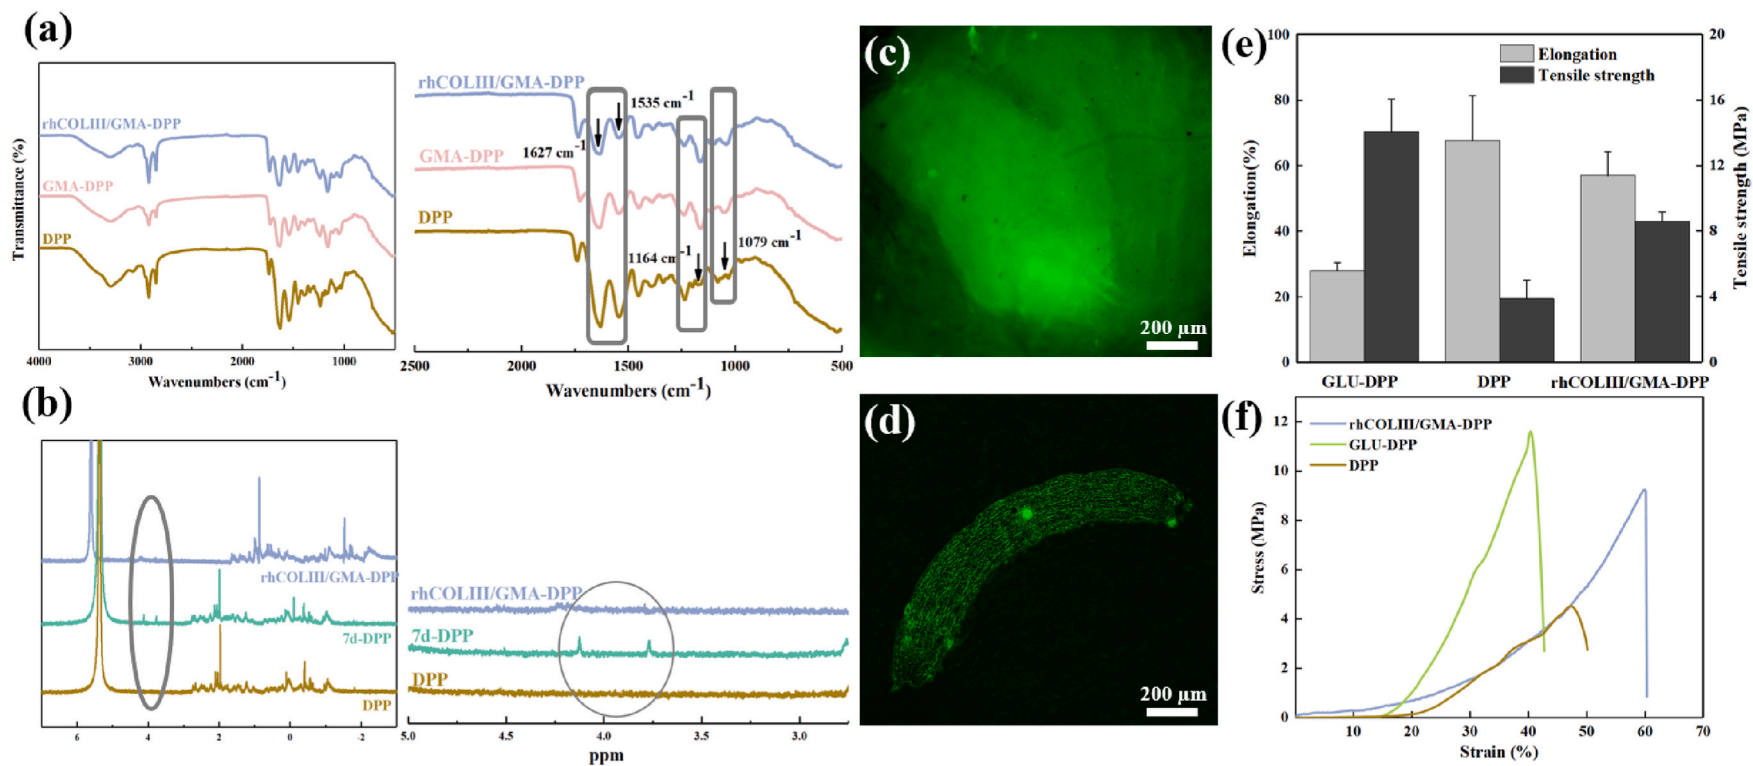 (a)
Transmittance (%)
rhCOLIII/GMA-DPP
GMA-DPP
DPP
4000
3000
2000
1000
Wavenumbers (cm-1)
rhCOLIII/GMA-DPP
1535 cm-1
1627 cm-1
GMA-DPP
DPP
1164 cm-1
1079 cm-1
2500
2000
1500
1000
500
Wavenumbers (cm-1)
(b)
rhCOLIII/GMA-DPP
7d-DPP
DPP
6
4
2
0
-2
rhCOLIII/GMA-DPP
7d-DPP
DPP
5.0
4.5
4.0
3.5
3.0
ppm
(c)
200 µm
(d)
200 µm
(e)
100
80
60
40
20
0
Elongation(%)
Elongation
Tensile strength
20
16
12
8
4
0
Tensile strength (MPa)
GLU-DPP
DPP
rhCOLIII/GMA-DPP
(f)
12
10
8
6
4
2
0
Stress (MPa)
rhCOLIII/GMA-DPP
GLU-DPP
DPP
10
20
30
40
50
60
70
Strain (%)